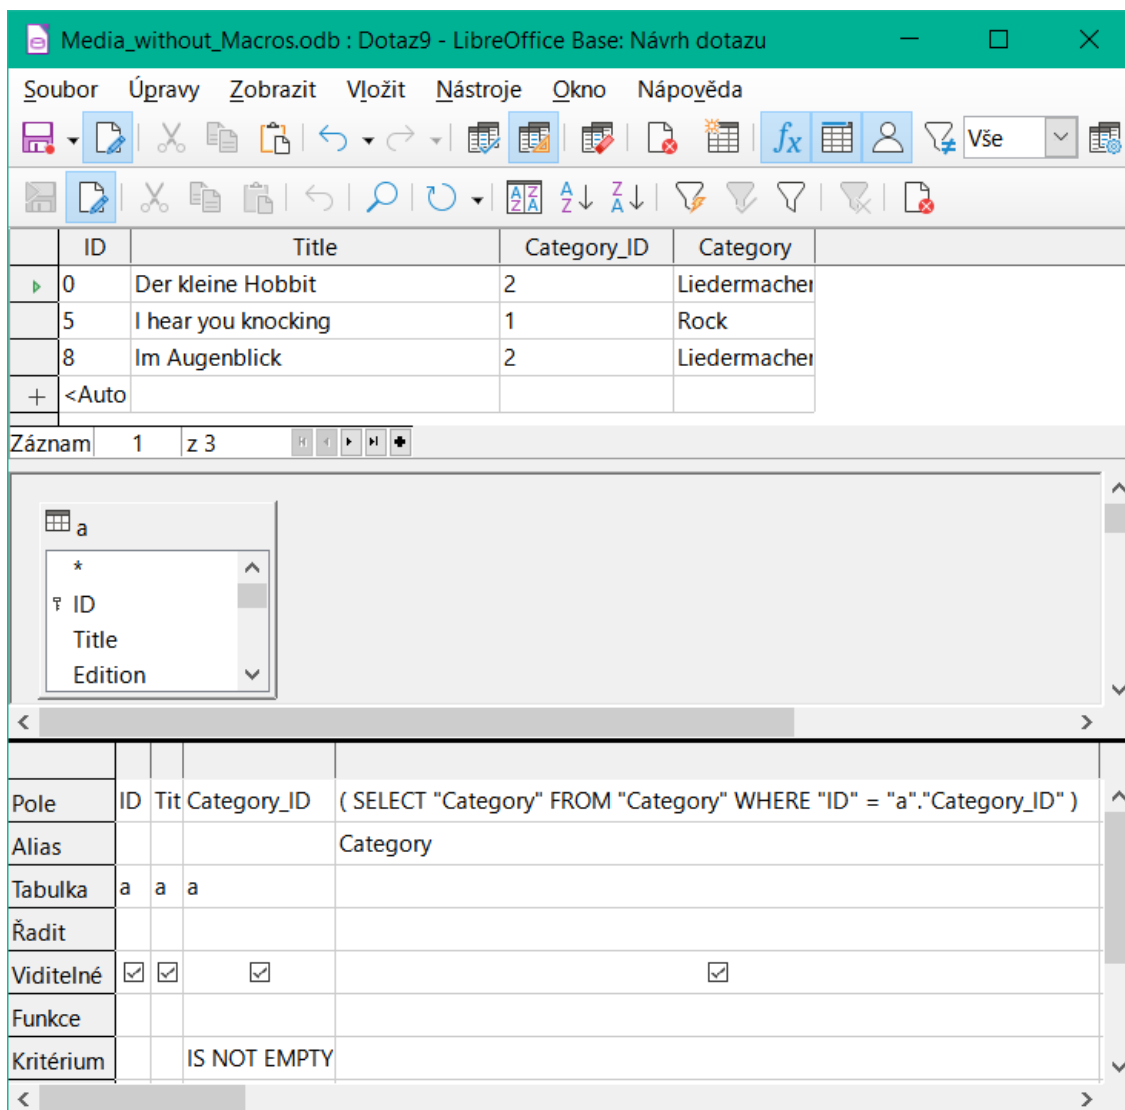 Media_without_Macros.odb : Dotaz9 - LibreOffice Base: Návrh dotazu
Soubor Úpravy Zobrazit Vložit Nástroje Okno Nápověda
Vše
ID Title Category_ID Category
0 Der kleine Hobbit 2 Liedermacher
5 I hear you knocking 1 Rock
8 Im Augenblick 2 Liedermacher
<Auto
Záznam 1 z 3
a
*
ID
Title
Edition
Pole ID Tit Category_ID ( SELECT "Category" FROM "Category" WHERE "ID" = "a"."Category_ID" )
Alias Category
Tabulka a a a
Řadit
Viditelné
Funkce
Kritérium IS NOT EMPTY